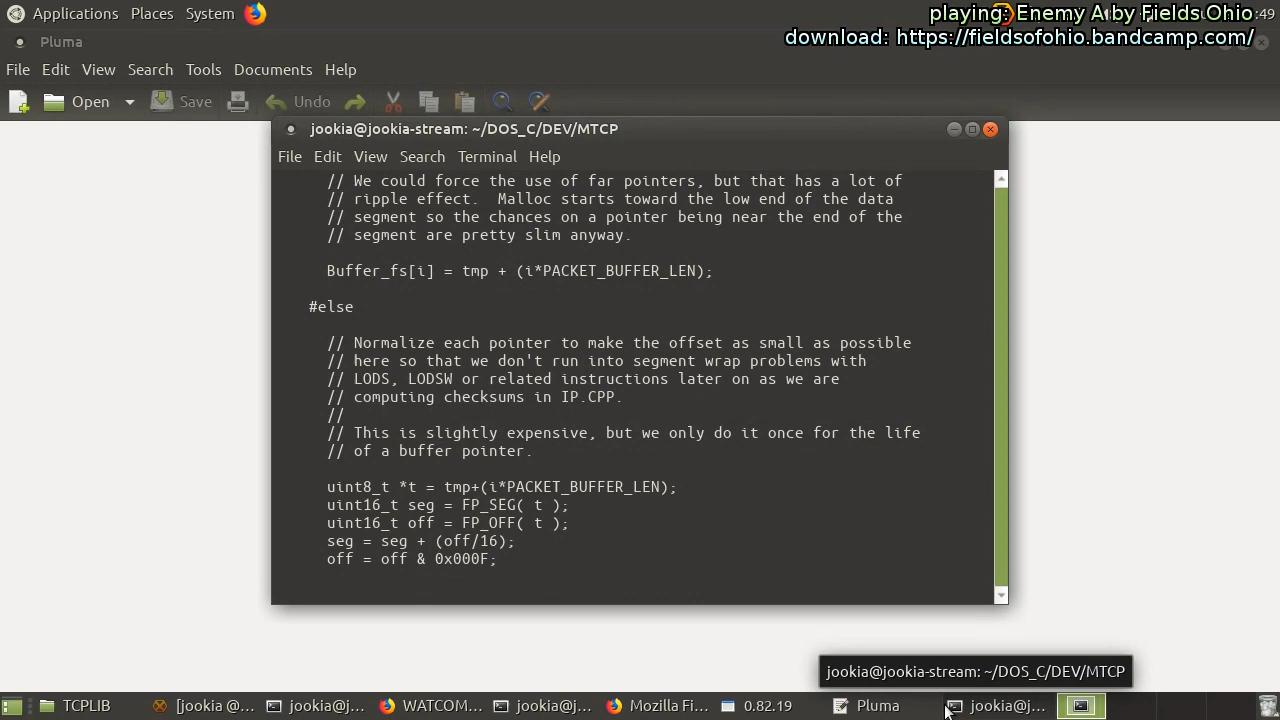 Applications Places System
playing: Enemy A by Fields Ohio
:49
download: https://fieldsofohio.bandcamp.com/
Pluma
File Edit View Search Tools Documents Help
Open Save Undo
jookia@jookia-stream: ~/DOS_C/DEV/MTCP
File Edit View Search Terminal Help
// We could force the use of far pointers, but that has a lot of
// ripple effect.  Malloc starts toward the low end of the data
// segment so the chances on a pointer being near the end of the
// segment are pretty slim anyway.
Buffer_fs[i] = tmp + (i*PACKET_BUFFER_LEN);
#else
// Normalize each pointer to make the offset as small as possible
// here so that we don't run into segment wrap problems with
// LODS, LODSW or related instructions later on as we are
// computing checksums in IP.CPP.
//
// This is slightly expensive, but we only do it once for the life
// of a buffer pointer.
uint8_t *t = tmp+(i*PACKET_BUFFER_LEN);
uint16_t seg = FP_SEG( t );
uint16_t off = FP_OFF( t );
seg = seg + (off/16);
off = off & 0x000F;
jookia@jookia-stream: ~/DOS_C/DEV/MTCP
TCPLIB [jookia @ ... jookia@j... WATCOM... jookia@j... Mozilla Fi... 0.82.19 Pluma jookia@j...